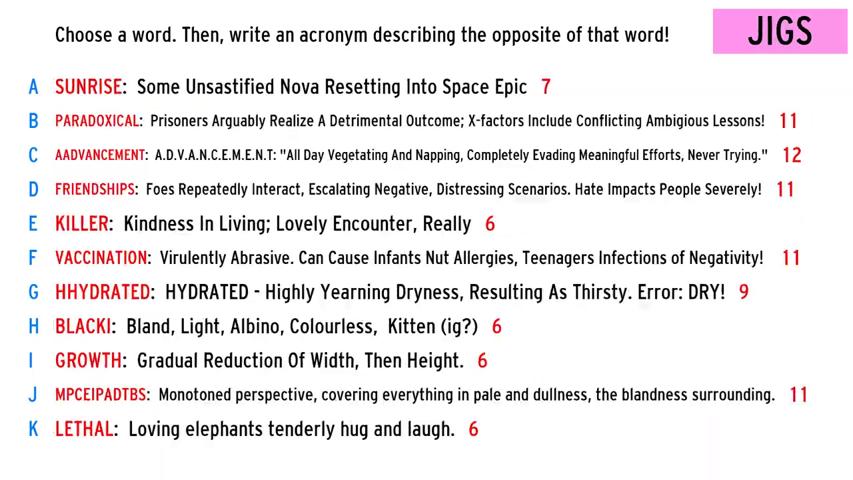 Choose a word. Then, write an acronym describing the opposite of that word!
JIGS
A SUNRISE: Some Unsastified Nova Resetting Into Space Epic 7
B PARADOXICAL: Prisoners Arguably Realize A Detrimental Outcome; X-factors Include Conflicting Ambigious Lessons! 11
C AADVANCEMENT: A.D.V.A.N.C.E.M.E.N.T: "All Day Vegetating And Napping, Completely Evading Meaningful Efforts, Never Trying." 12
D FRIENDSHIPS: Foes Repeatedly Interact, Escalating Negative, Distressing Scenarios. Hate Impacts People Severely! 11
E KILLER: Kindness In Living; Lovely Encounter, Really 6
F VACCINATION: Virulently Abrasive. Can Cause Infants Nut Allergies, Teenagers Infections of Negativity! 11
G HHYDRATED: HYDRATED - Highly Yearning Dryness, Resulting As Thirsty. Error: DRY! 9
H BLACKI: Bland, Light, Albino, Colourless, Kitten (ig?) 6
I GROWTH: Gradual Reduction Of Width, Then Height. 6
J MPCEIPADTBS: Monotoned perspective, covering everything in pale and dullness, the blandness surrounding. 11
K LETHAL: Loving elephants tenderly hug and laugh. 6